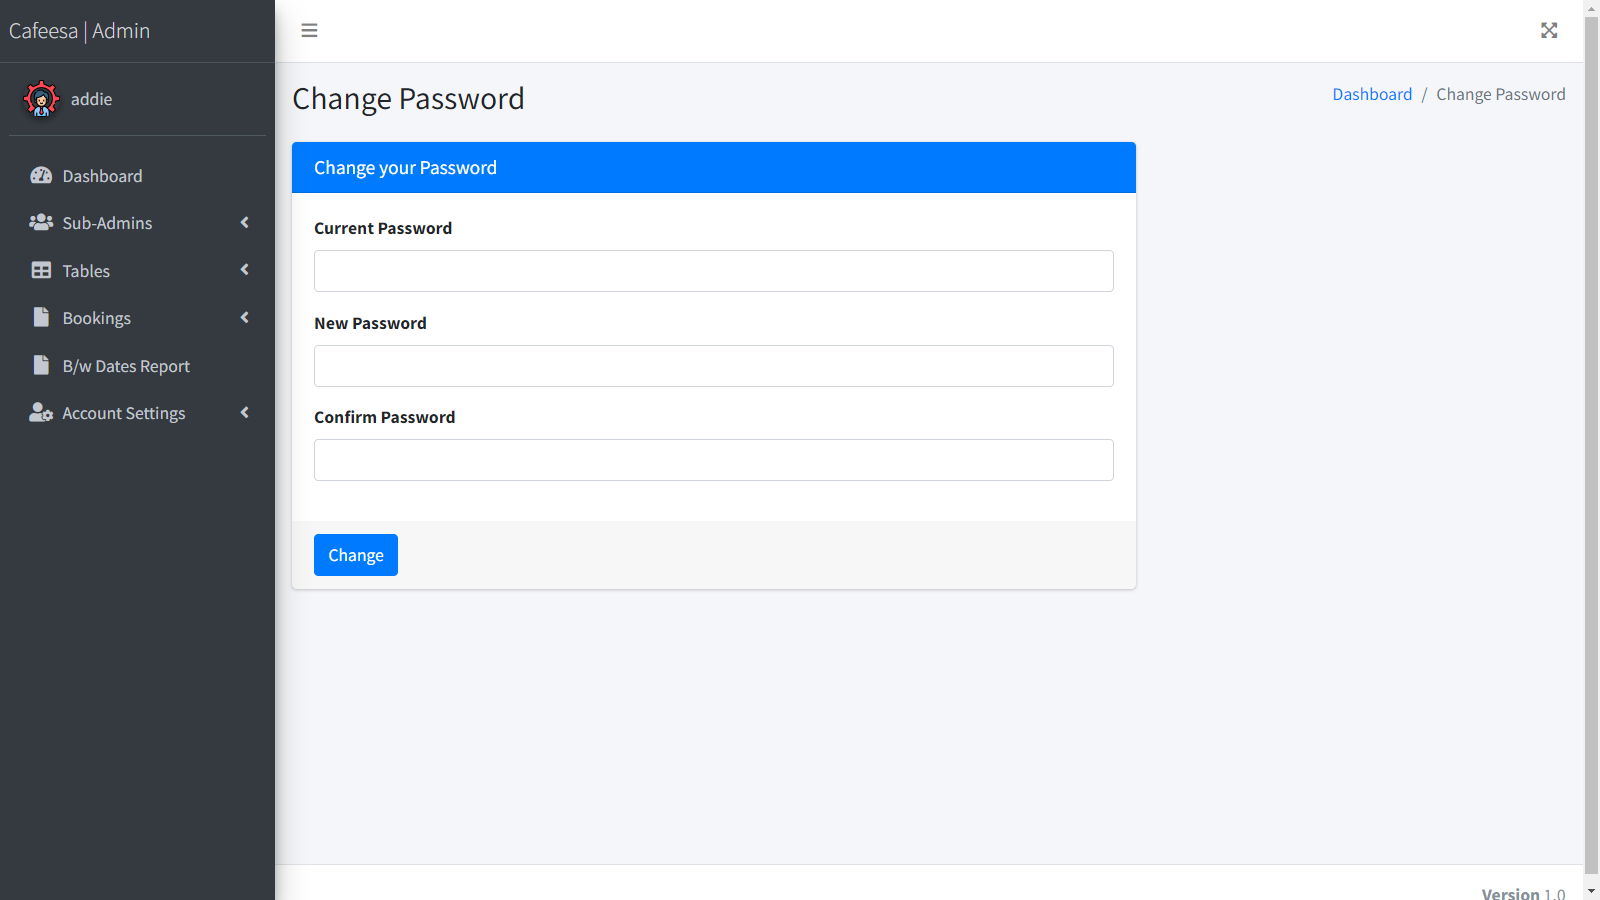 Cafeesa | Admin
addie
Dashboard
Sub-Admins
Tables
Bookings
B/w Dates Report
Account Settings
Change Password
Dashboard / Change Password
Change your Password
Current Password
New Password
Confirm Password
Change
Version 1.0